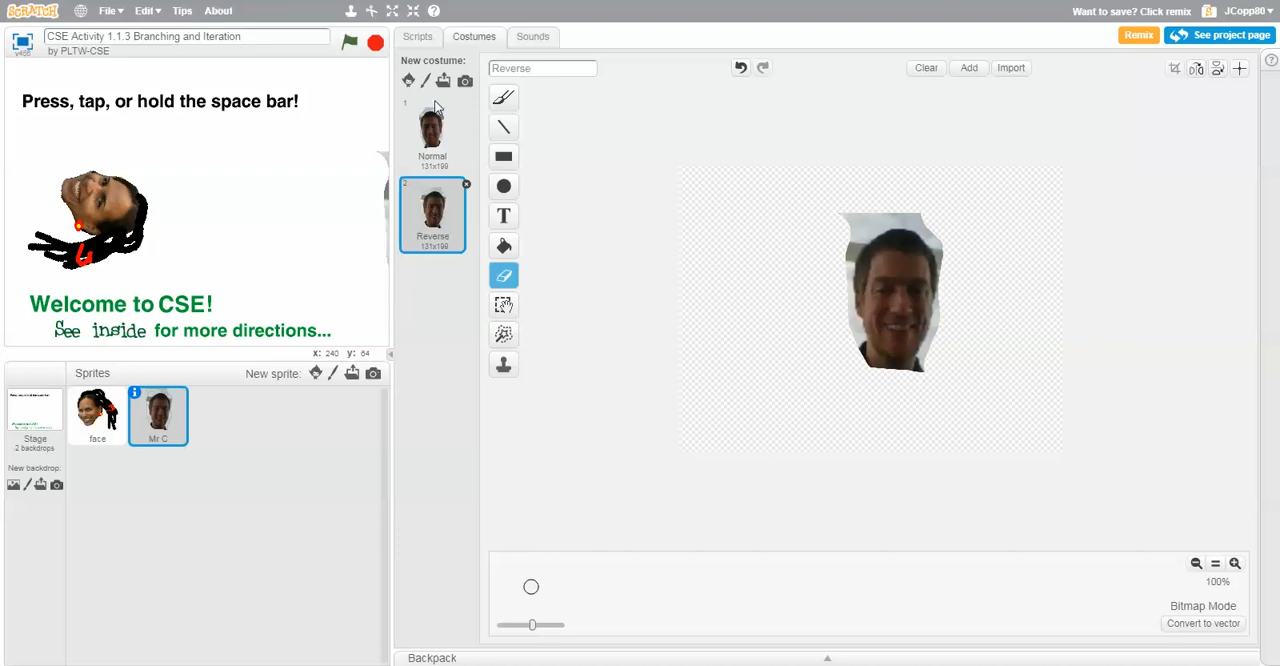 SCRATCH File Edit Tips About Want to save? Click remix JCopp80
CSE Activity 1.1.3 Branching and Iteration
by PLTW-CSE
v456
Scripts Costumes Sounds
Remix See project page
New costume:
Reverse
Clear Add Import
1
Normal
131x199
2
Reverse
131x199
T
Press, tap, or hold the space bar!
Welcome to CSE!
See inside for more directions...
x: 240 y: 64
Sprites New sprite:
Stage
2 backdrops
New backdrop:
face
Mr C
100%
Bitmap Mode
Convert to vector
Backpack